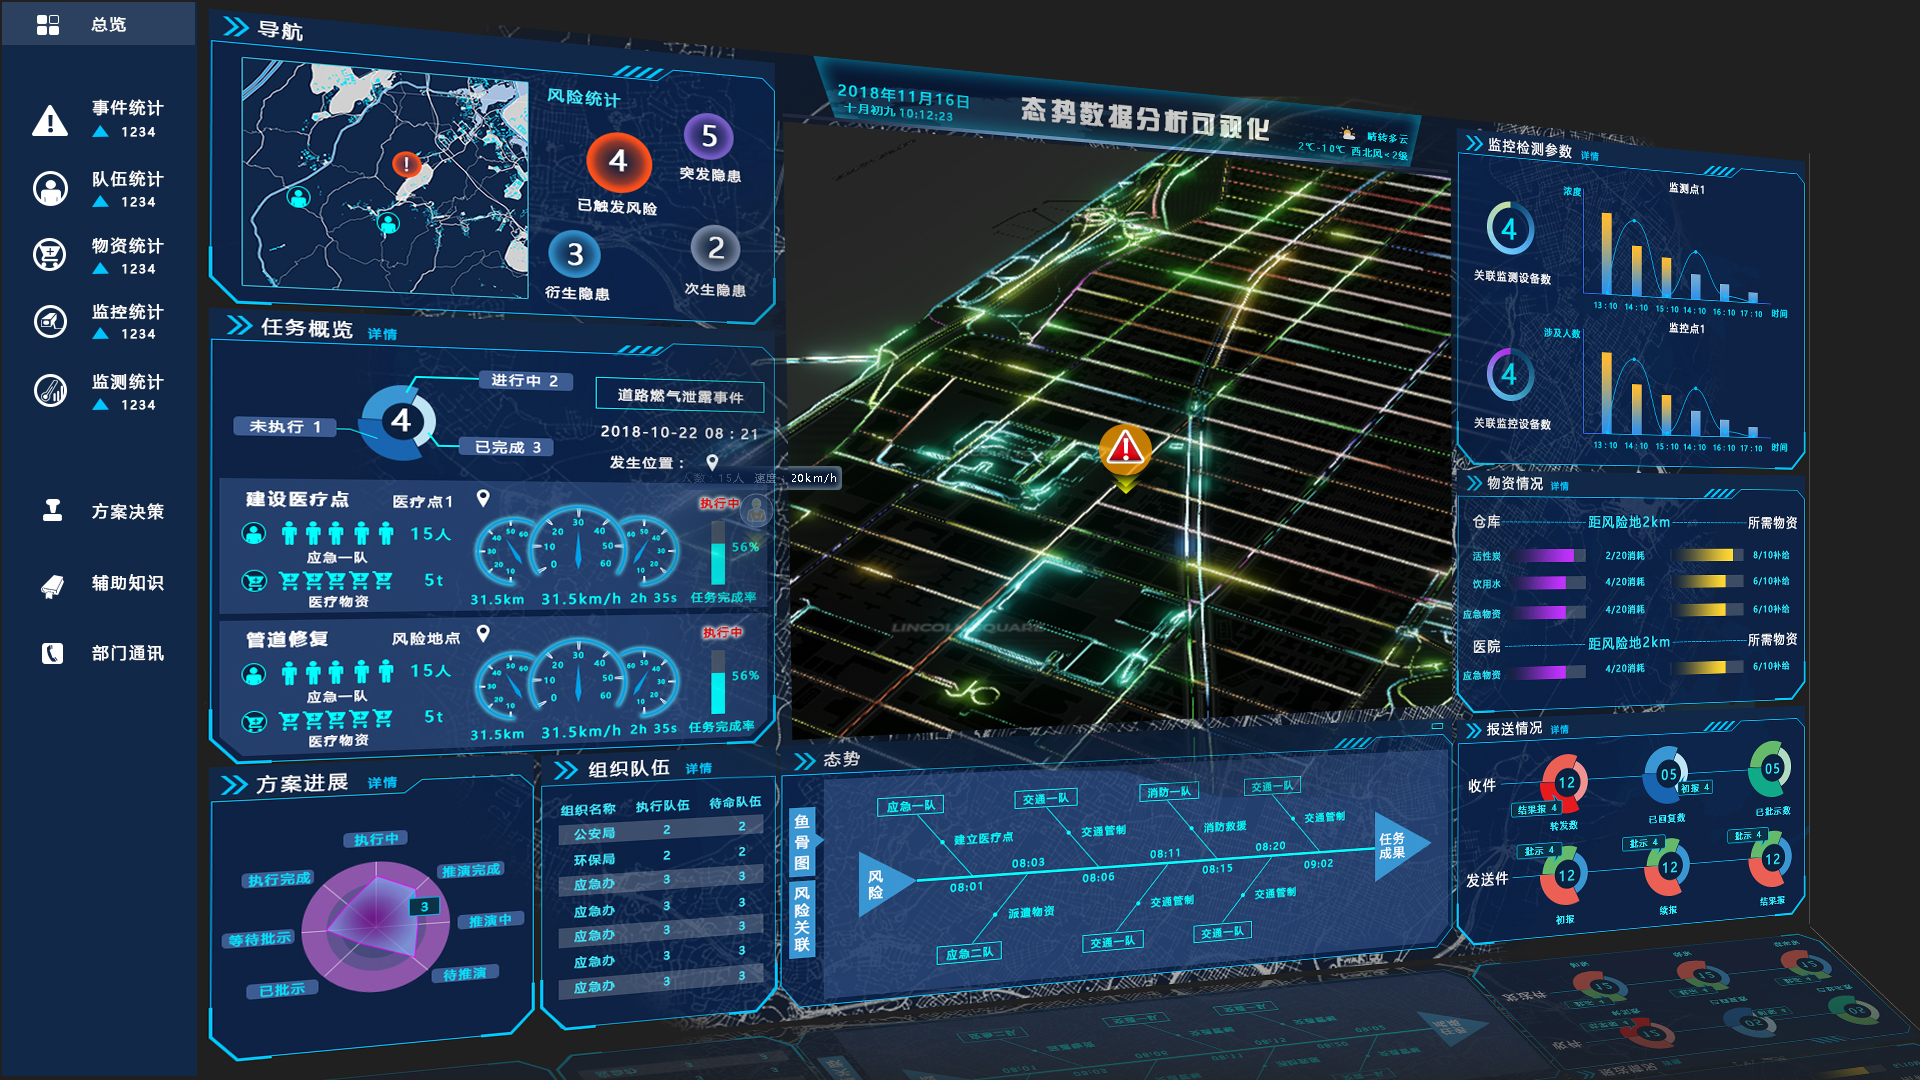 总览
事件统计
1234
队伍统计
1234
物资统计
1234
监控统计
1234
监测统计
1234
方案决策
辅助知识
部门通讯
导航
风险统计
4
已触发风险
5
突发隐患
3
衍生隐患
2
次生隐患
任务概览 详情
进行中 2
未执行 1
4
已完成 3
道路燃气泄露事件
2018-10-22 08:21
发生位置：
人数：15人 速度：20km/h
建设医疗点 医疗点1
执行中
15人
应急一队
5t
医疗物资
0 10 20 30 40 50 60
31.5km 31.5km/h 2h 35s
56%
任务完成率
管道修复 风险地点
执行中
15人
应急一队
5t
医疗物资
0 10 20 30 40 50 60
31.5km 31.5km/h 2h 35s
56%
任务完成率
方案进展 详情
执行中
推演完成
执行完成
3
推演中
等待批示
待推演
已批示
组织队伍 详情
组织名称 执行队伍 待命队伍
公安局 2 2
环保局 2 2
应急办 3 3
应急办 3 3
应急办 3 3
应急办 3 3
应急办 3 3
2018年11月16日
十月初九 10:12:23
态势数据分析可视化
晴转多云
2℃-10℃ 西北风<2级
LINCOLN SQUARE
态势
鱼骨图
风险关联
风险
应急一队
建立医疗点
交通一队
交通管制
消防一队
消防救援
交通一队
交通管制
08:01
08:03
08:06
08:11
08:15
08:20
09:02
派遣物资
应急二队
交通管制
交通一队
交通管制
交通一队
任务成果
监控检测参数 详情
4
关联监测设备数
浓度
监测点1
13:10 14:10 15:10 14:10 16:10 17:10 时间
4
关联监控设备数
涉及人数
监控点1
13:10 14:10 15:10 14:10 16:10 17:10 时间
物资情况 详情
仓库 距风险地2km 所需物资
活性炭 2/20消耗 8/10补给
饮用水 4/20消耗 6/10补给
应急物资 4/20消耗 6/10补给
医院 距风险地2km 所需物资
应急物资 4/20消耗 6/10补给
报送情况 详情
收件
12
结果报 4
转发数
05
初报 4
已回复数
05
已批示数
发送件
批示 4
12
初报
批示 4
12
续报
批示 4
12
结果报